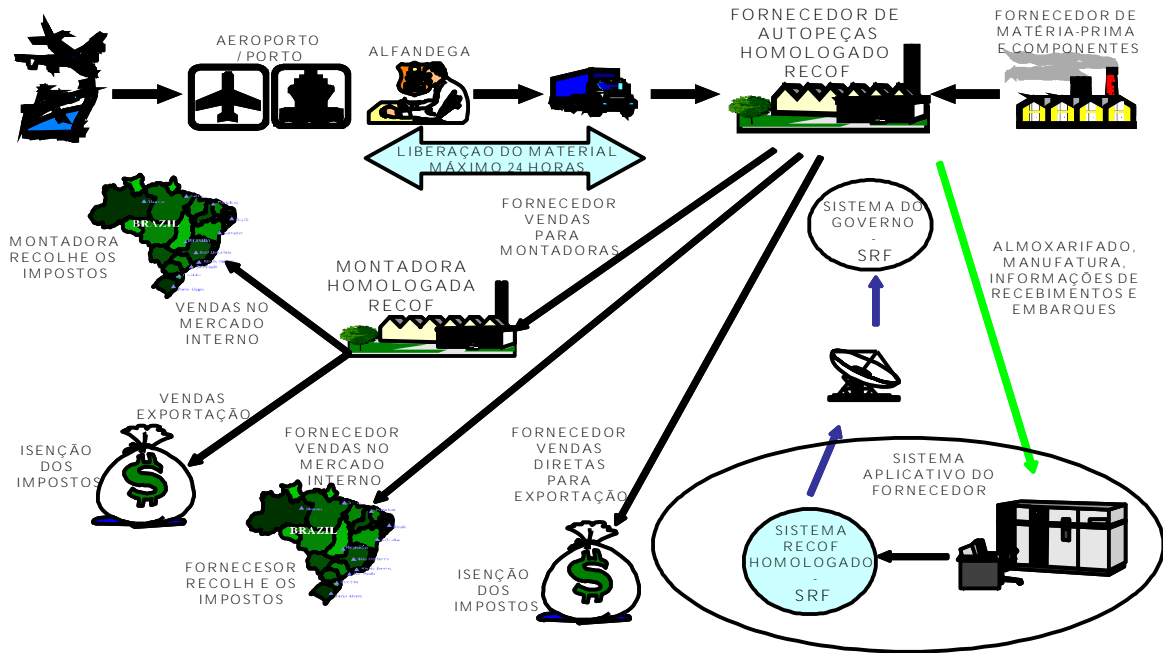 FORNECEDOR DE
AUTOPEÇAS
HOMOLOGADO
RECOF
FORNECEDOR DE
MATÉRIA-PRIMA
E COMPONENTES
AEROPORTO
/ PORTO
ALFANDEGA
LIBERAÇÃO DO MATERIAL
MÁXIMO 24 HORAS
FORNECEDOR
VENDAS
PARA
MONTADORAS
SISTEMA DO
GOVERNO
-
SRF
BRAZIL
MONTADORA
RECOLHE OS
IMPOSTOS
ALMOXARIFADO,
MANUFATURA,
INFORMAÇÕES DE
RECEBIMENTOS E
EMBARQUES
MONTADORA
HOMOLOGADA
RECOF
VENDAS NO
MERCADO
INTERNO
VENDAS
EXPORTAÇÃO
ISENÇÃO
DOS
IMPOSTOS
$
FORNECEDOR
VENDAS NO
MERCADO
INTERNO
FORNECEDOR
VENDAS
DIRETAS
PARA
EXPORTAÇÃO
SISTEMA
APLICATIVO DO
FORNECEDOR
BRAZIL
SISTEMA
RECOF
HOMOLOGADO
-
SRF
FORNECESOR
RECOLH E OS
IMPOSTOS
ISENÇÃO
DOS
IMPOSTOS
$